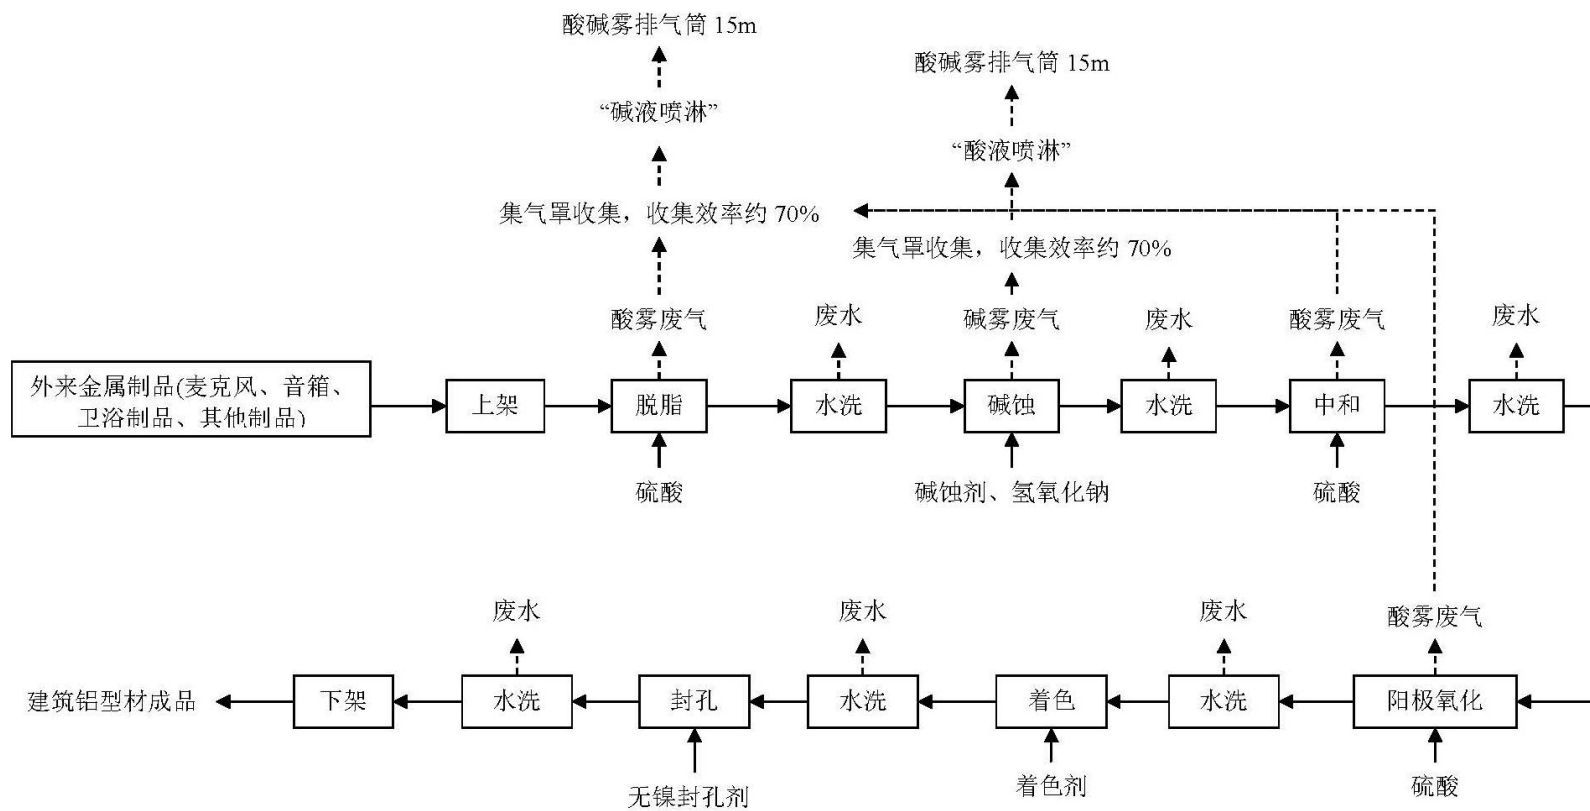 酸碱雾排气筒 15m
酸碱雾排气筒 15m
“碱液喷淋”
“酸液喷淋”
集气罩收集，收集效率约 70%
集气罩收集，收集效率约 70%
酸雾废气
废水
碱雾废气
废水
酸雾废气
废水
外来金属制品(麦克风、音箱、
卫浴制品、其他制品)
上架
脱脂
水洗
碱蚀
水洗
中和
水洗
硫酸
碱蚀剂、氢氧化钠
硫酸
废水
废水
废水
酸雾废气
建筑铝型材成品
下架
水洗
封孔
水洗
着色
水洗
阳极氧化
无镍封孔剂
着色剂
硫酸